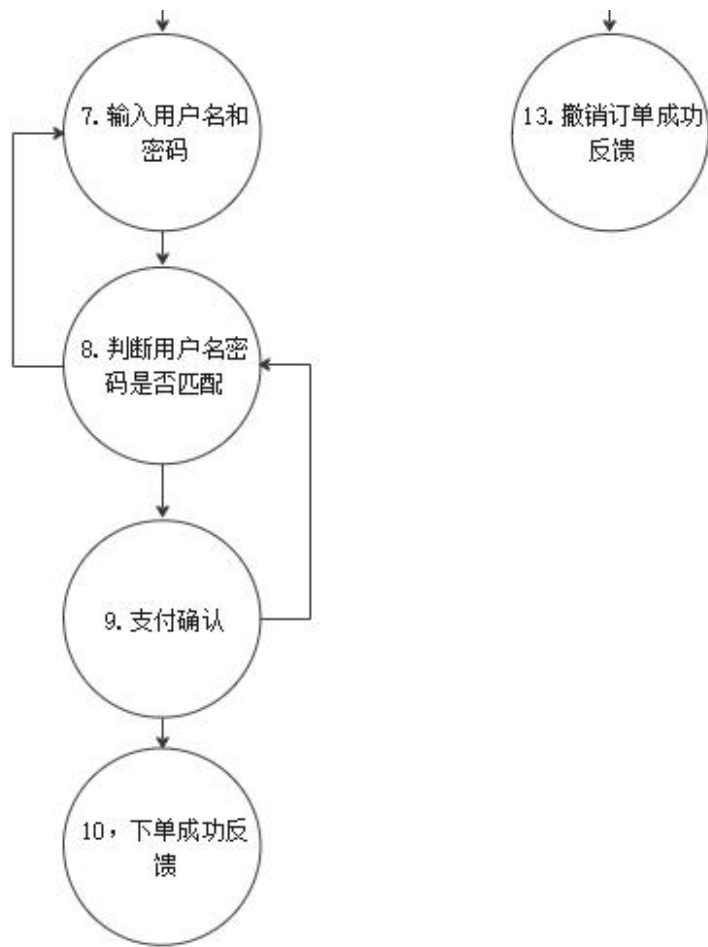 7. 输入用户名和
密码
13. 撤销订单成功
反馈
8. 判断用户名密
码是否匹配
9. 支付确认
10，下单成功反
馈